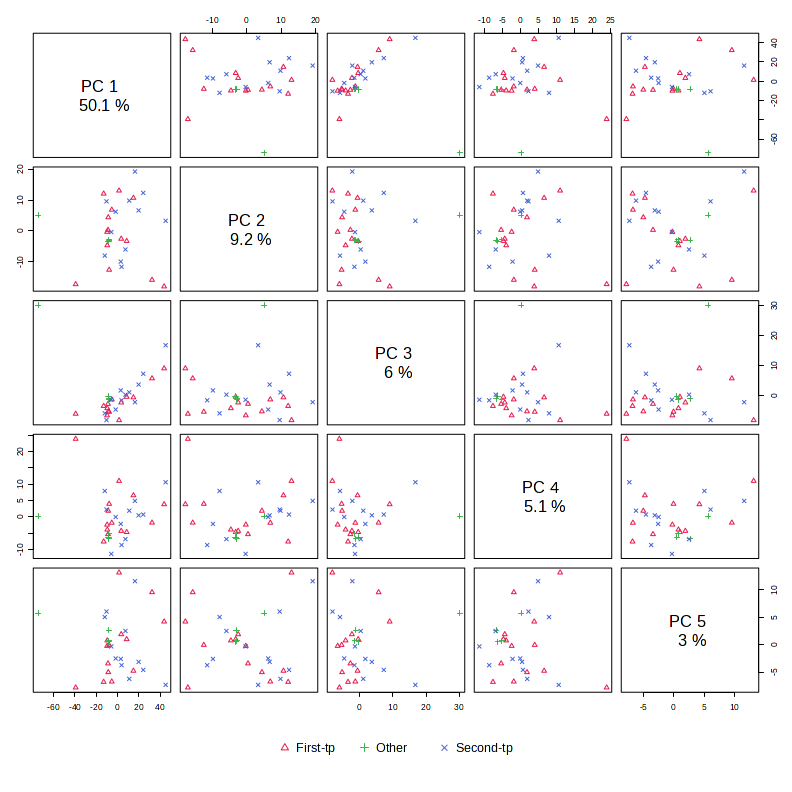 -10 0 10 20 -10 -5 0 5 10 15 20 25
PC 1
50.1 %
-60 -20 0 20 40
20 10 0 -10
PC 2
9.2 %
PC 3
6 %
0 10 20 30
-10 0 5 10 20
PC 4
5.1 %
PC 5
3 %
-5 0 5 10
-60 -40 -20 0 20 40 0 10 20 30 -5 0 5 10
First-tp Other Second-tp